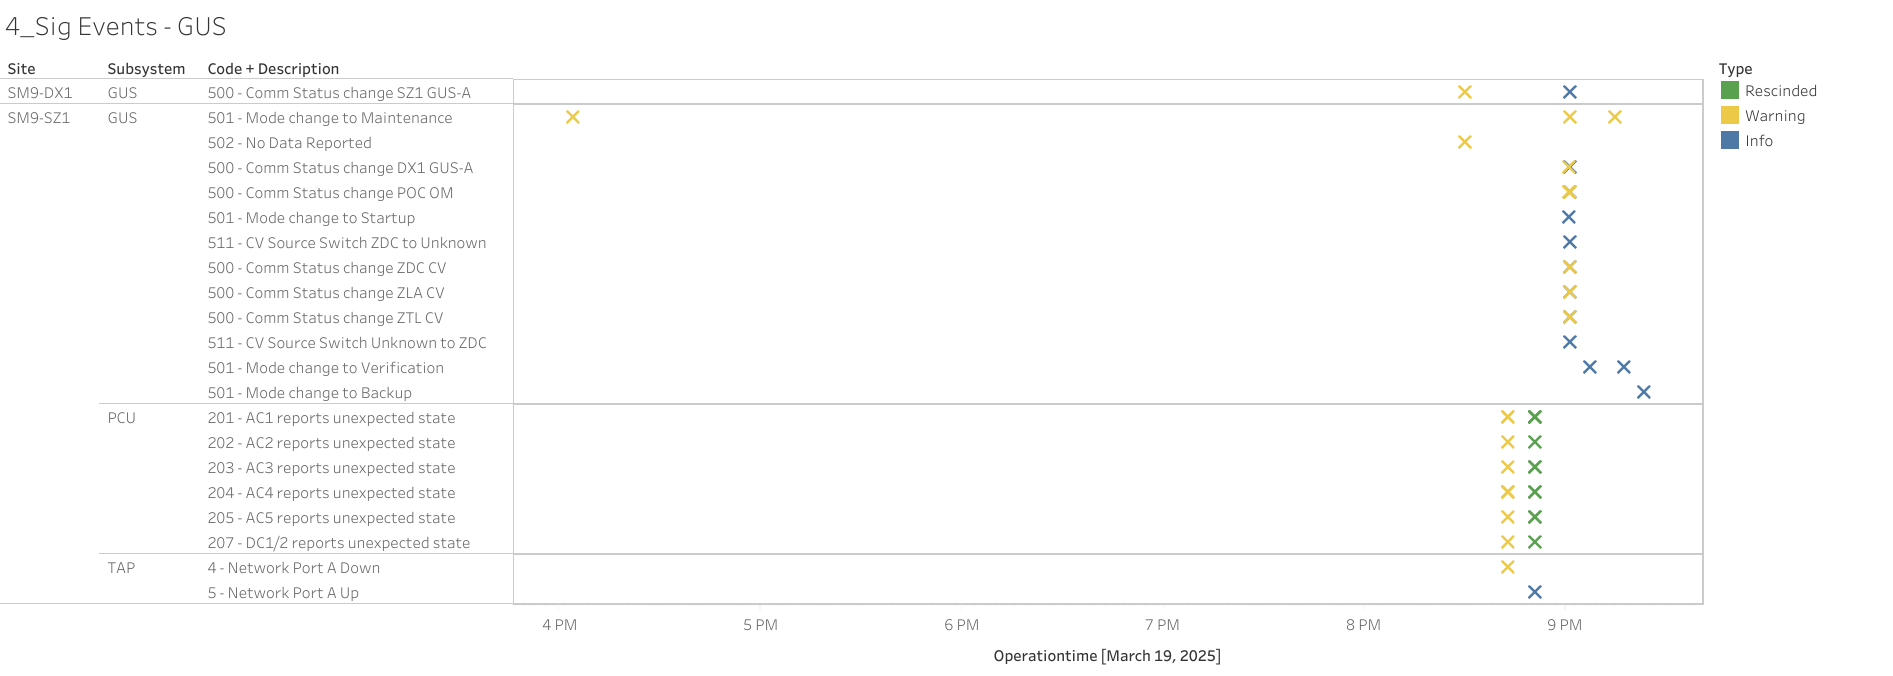 4_Sig Events - GUS
Site Subsystem Code + Description Type
SM9-DX1 GUS 500 - Comm Status change SZ1 GUS-A Rescinded
SM9-SZ1 GUS 501 - Mode change to Maintenance Warning
502 - No Data Reported Info
500 - Comm Status change DX1 GUS-A
500 - Comm Status change POC OM
501 - Mode change to Startup
511 - CV Source Switch ZDC to Unknown
500 - Comm Status change ZDC CV
500 - Comm Status change ZLA CV
500 - Comm Status change ZTL CV
511 - CV Source Switch Unknown to ZDC
501 - Mode change to Verification
501 - Mode change to Backup
PCU 201 - AC1 reports unexpected state
202 - AC2 reports unexpected state
203 - AC3 reports unexpected state
204 - AC4 reports unexpected state
205 - AC5 reports unexpected state
207 - DC1/2 reports unexpected state
TAP 4 - Network Port A Down
5 - Network Port A Up
4 PM 5 PM 6 PM 7 PM 8 PM 9 PM
Operationtime [March 19, 2025]